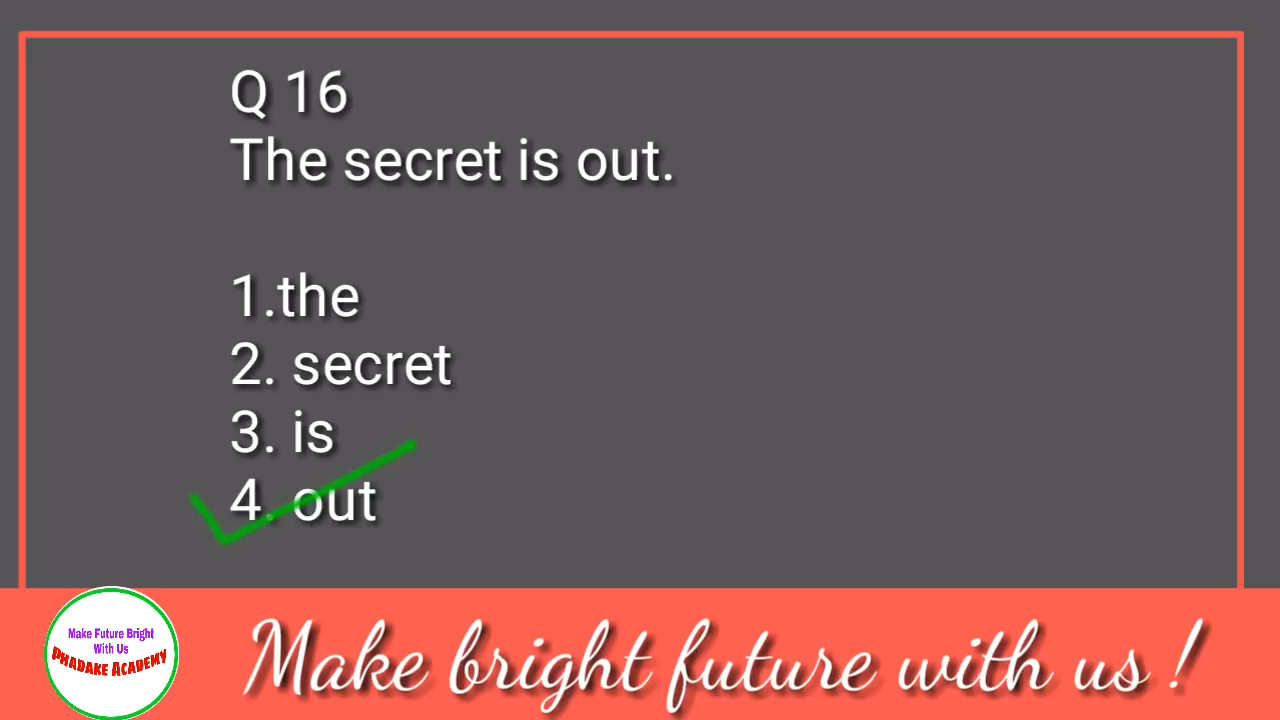 Q 16
The secret is out.
1.the
2. secret
3. is
4. out
Make Future Bright
With Us
PHADAKE ACADEMY
Make bright future with us !